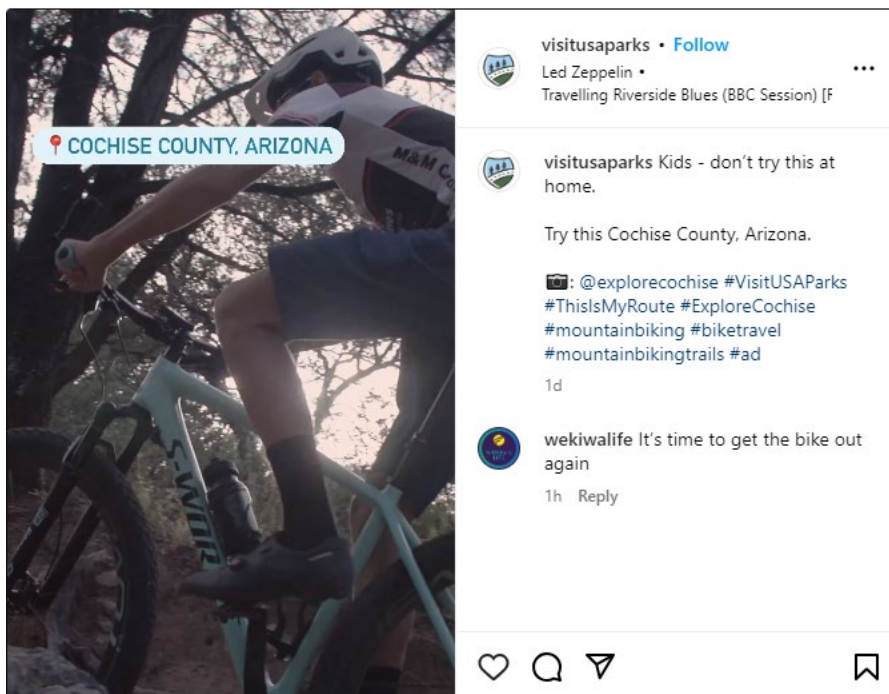 COCHISE COUNTY, ARIZONA
M&M Co
S-WOR
visitusaparks • Follow
Led Zeppelin •
Travelling Riverside Blues (BBC Session) [F
visitusaparks Kids - don’t try this at
home.
Try this Cochise County, Arizona.
📷: @explorecochise #VisitUSAParks
#ThisIsMyRoute #ExploreCochise
#mountainbiking #biketravel
#mountainbikingtrails #ad
1d
wekiwalife It’s time to get the bike out
again
1h Reply